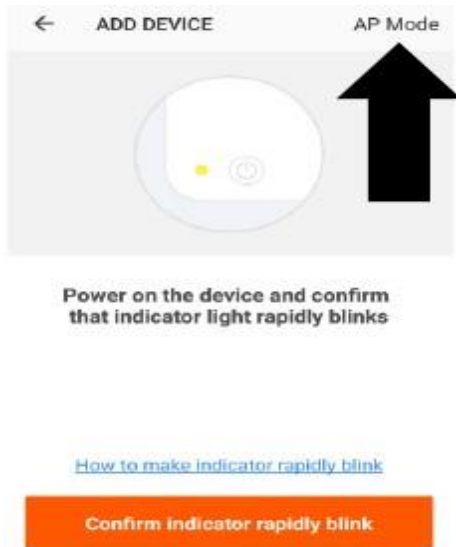 ← ADD DEVICE AP Mode
Power on the device and confirm
that indicator light rapidly blinks
How to make indicator rapidly blink
Confirm indicator rapidly blink